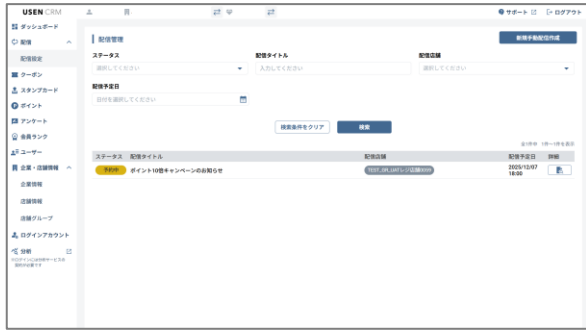 USEN CRM
サポート
ログアウト
ダッシュボード
配信
配信設定
クーポン
スタンプカード
ポイント
アンケート
会員ランク
ユーザー
企業・店舗情報
企業情報
店舗情報
店舗グループ
ログインアカウント
分析
配信管理
新規手動配信作成
ステータス
配信タイトル
配信店舗
選択してください
入力してください
選択してください
配信予定日
日付を選択してください
検索条件をクリア
検索
全1件中 1件〜1件を表示
ステータス 配信タイトル 配信店舗 配信予定日 詳細
予約中 ポイント10倍キャンペーンのお知らせ 2025/12/07
18:00